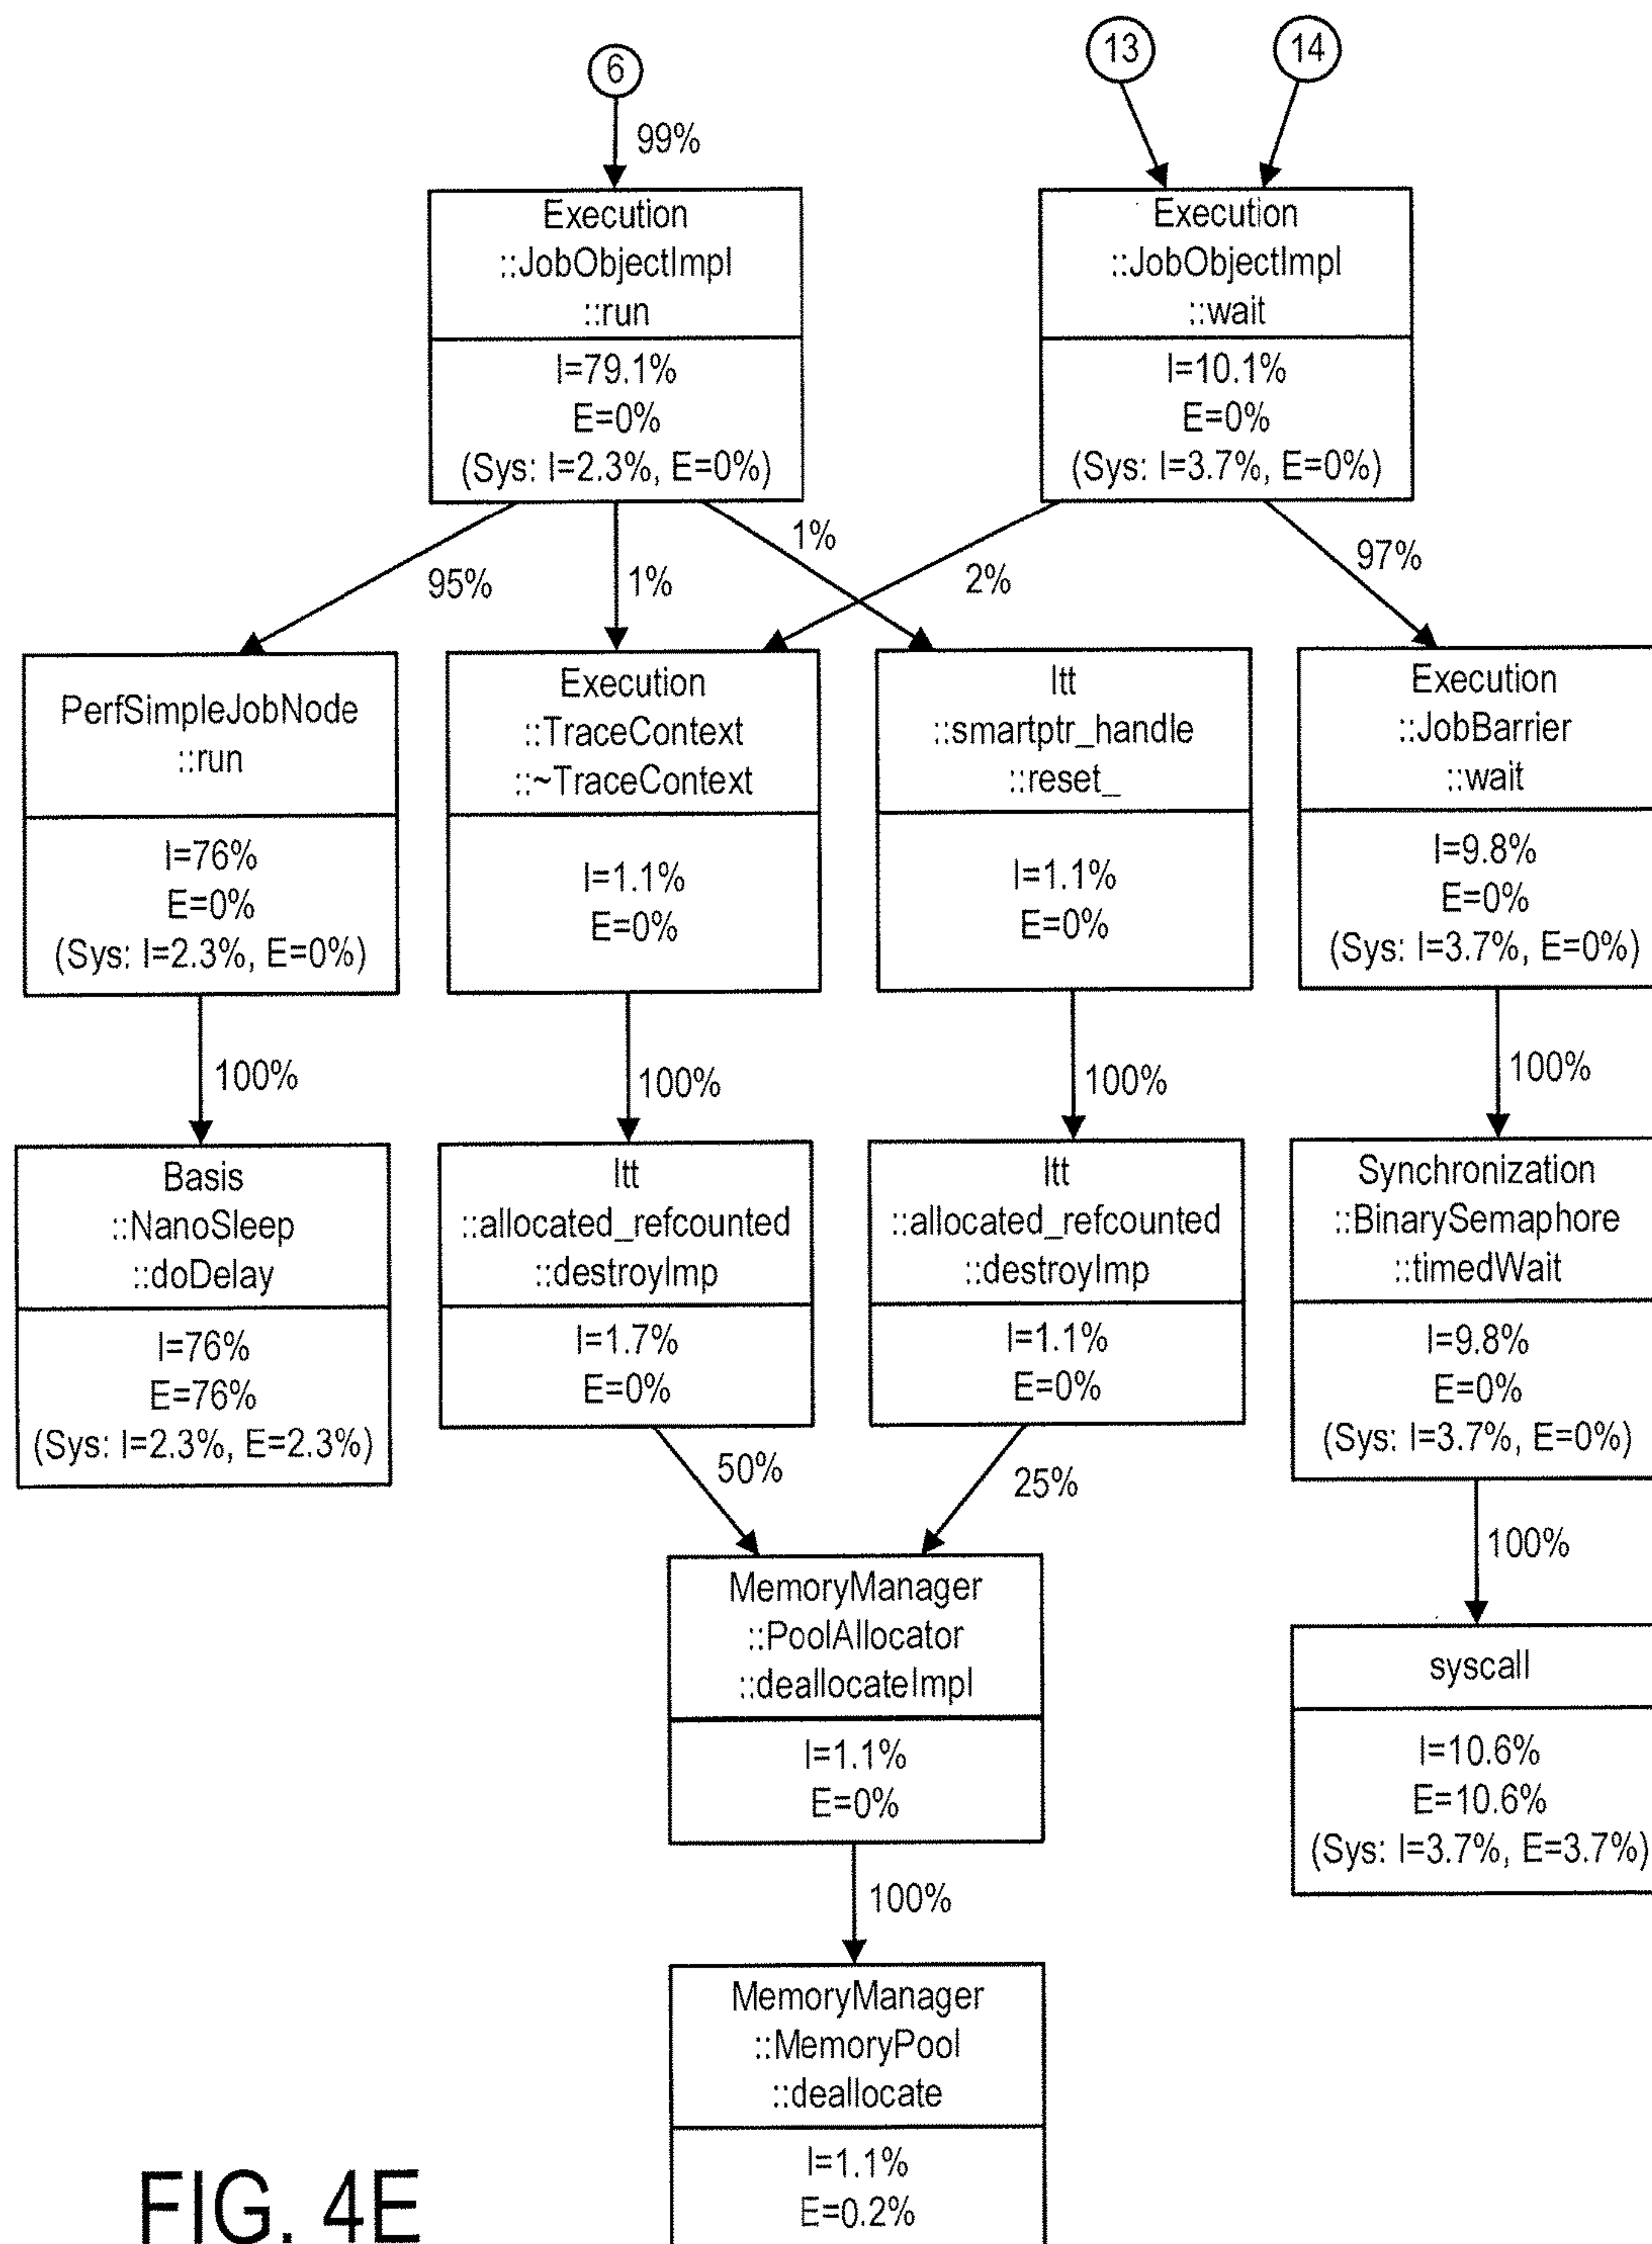 6
13
14
99%
Execution
::JobObjectImpl
::run
I=79.1%
E=0%
(Sys: I=2.3%, E=0%)
Execution
::JobObjectImpl
::wait
I=10.1%
E=0%
(Sys: I=3.7%, E=0%)
95%
1%
1%
2%
97%
PerfSimpleJobNode
::run
I=76%
E=0%
(Sys: I=2.3%, E=0%)
Execution
::TraceContext
::~TraceContext
I=1.1%
E=0%
Itt
::smartptr_handle
::reset_
I=1.1%
E=0%
Execution
::JobBarrier
::wait
I=9.8%
E=0%
(Sys: I=3.7%, E=0%)
100%
100%
100%
100%
Basis
::NanoSleep
::doDelay
I=76%
E=76%
(Sys: I=2.3%, E=2.3%)
Itt
::allocated_refcounted
::destroyImp
I=1.7%
E=0%
Itt
::allocated_refcounted
::destroyImp
I=1.1%
E=0%
Synchronization
::BinarySemaphore
::timedWait
I=9.8%
E=0%
(Sys: I=3.7%, E=0%)
50%
25%
100%
MemoryManager
::PoolAllocator
::deallocateImpl
I=1.1%
E=0%
syscall
I=10.6%
E=10.6%
(Sys: I=3.7%, E=3.7%)
100%
MemoryManager
::MemoryPool
::deallocate
I=1.1%
E=0.2%
FIG. 4E